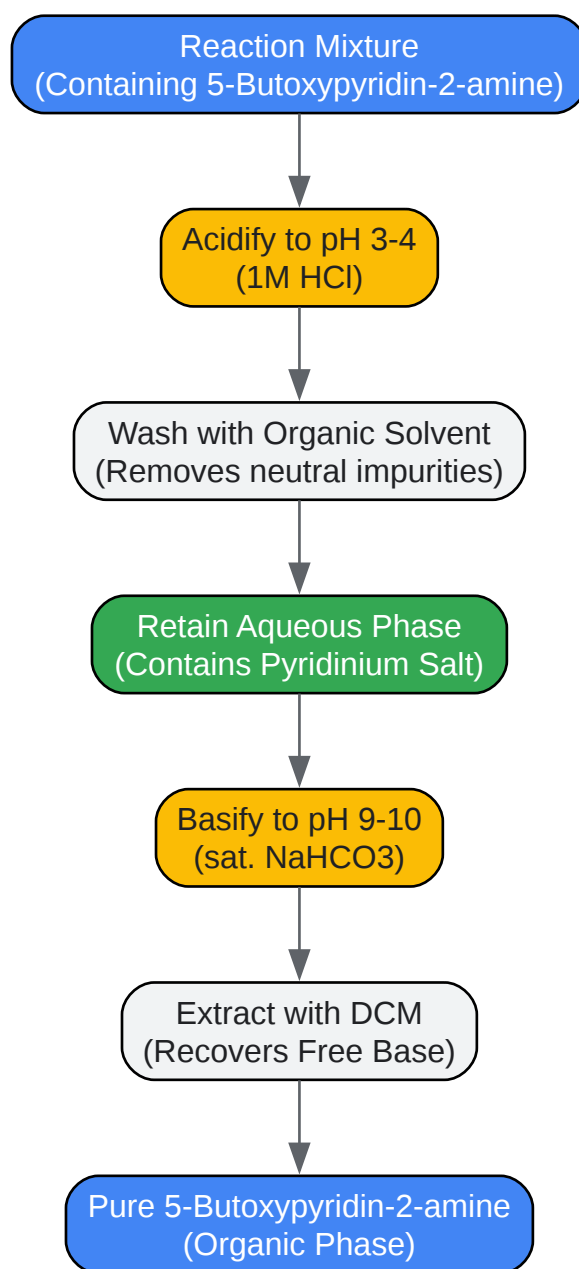 Reaction Mixture
(Containing 5-Butoxypyridin-2-amine)
Acidify to pH 3-4
(1M HCl)
Wash with Organic Solvent
(Removes neutral impurities)
Retain Aqueous Phase
(Contains Pyridinium Salt)
Basify to pH 9-10
(sat. NaHCO3)
Extract with DCM
(Recovers Free Base)
Pure 5-Butoxypyridin-2-amine
(Organic Phase)